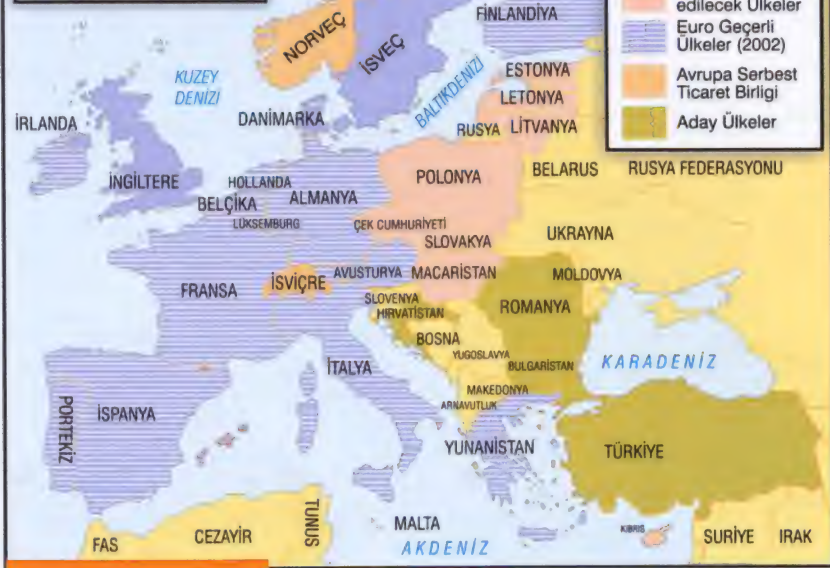 edilecek Ülkeler
Euro Geçerli
Ülkeler (2002)
Avrupa Serbest
Ticaret Birliği
Aday Ülkeler
FİNLANDİYA
NORVEÇ
İSVEÇ
KUZEY
DENİZİ
BALTIKDENİZİ
ESTONYA
LETONYA
RUSYA
LİTVANYA
İRLANDA
DANİMARKA
İNGİLTERE
HOLLANDA
BELÇİKA
ALMANYA
LÜKSEMBURG
POLONYA
BELARUS
RUSYA FEDERASYONU
ÇEK CUMHURİYETİ
SLOVAKYA
UKRAYNA
FRANSA
İSVİÇRE
AVUSTURYA
MACARİSTAN
MOLDOVYA
SLOVENYA
HIRVATİSTAN
ROMANYA
BOSNA
YUGOSLAVYA
BULGARİSTAN
KARADENİZ
İTALYA
MAKEDONYA
ARNAVUTLUK
PORTEKİZ
İSPANYA
YUNANİSTAN
TÜRKİYE
FAS
CEZAYİR
TUNUS
MALTA
AKDENİZ
KIBRIS
SURİYE
IRAK